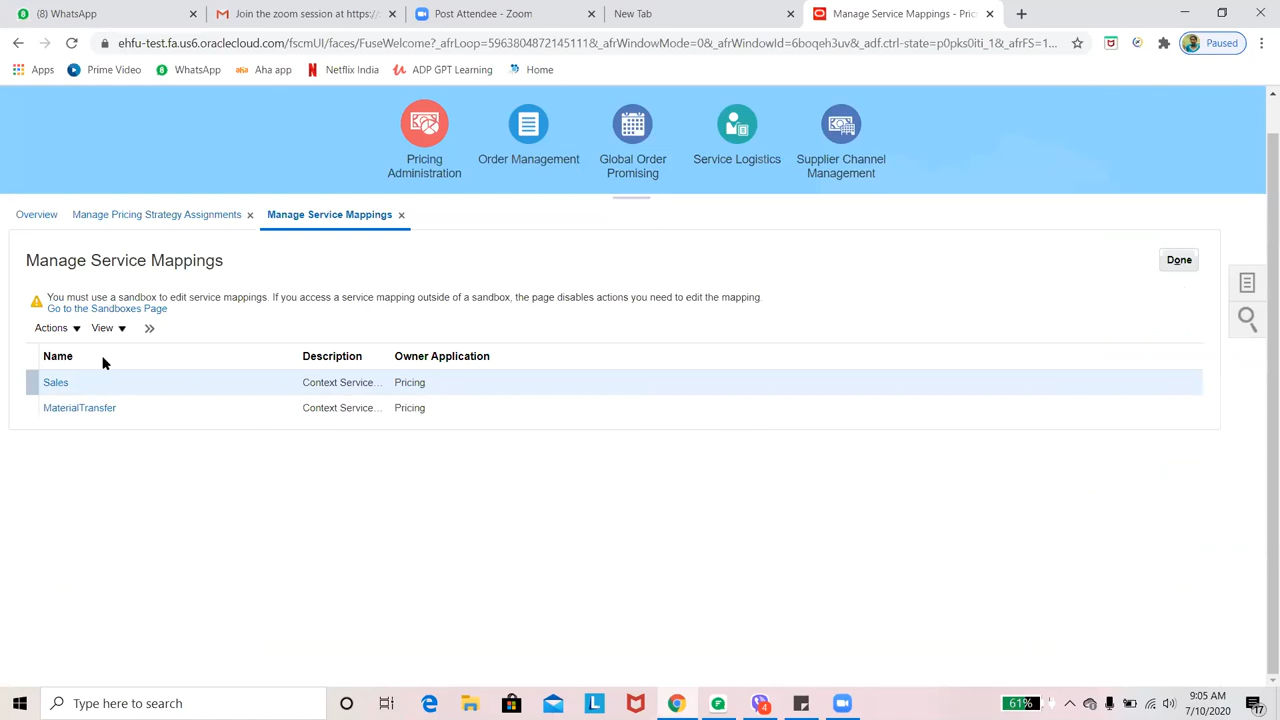 (8) WhatsApp
Join the zoom session at https://
Post Attendee - Zoom
New Tab
Manage Service Mappings - Pric
ehfu-test.fa.us6.oraclecloud.com/fscmUI/faces/FuseWelcome?_afrLoop=5963804872145111&_afrWindowMode=0&_afrWindowId=6boqeh3uv&_adf.ctrl-state=p0pks0iti_1&_afrFS=1...
Paused
Apps
Prime Video
WhatsApp
Aha app
Netflix India
ADP GPT Learning
Home
Pricing Administration
Order Management
Global Order Promising
Service Logistics
Supplier Channel Management
Overview
Manage Pricing Strategy Assignments
Manage Service Mappings
Manage Service Mappings
Done
You must use a sandbox to edit service mappings. If you access a service mapping outside of a sandbox, the page disables actions you need to edit the mapping.
Go to the Sandboxes Page
Actions
View
Name
Description
Owner Application
Sales
Context Service...
Pricing
MaterialTransfer
Context Service...
Pricing
Type here to search
4
61%
9:05 AM
7/10/2020
17